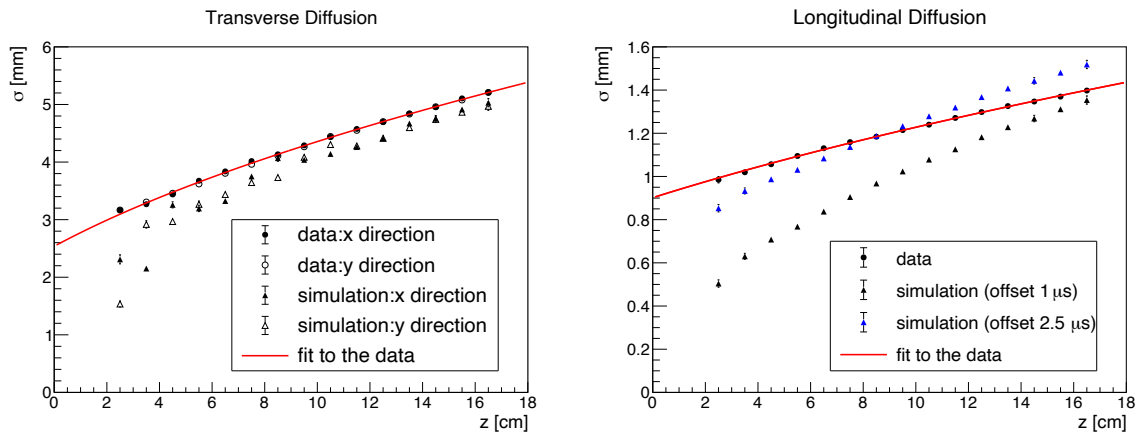 Transverse Diffusion
σ [mm]
6
5
4
3
2
1
0
data:x direction
data:y direction
simulation:x direction
simulation:y direction
fit to the data
0 2 4 6 8 10 12 14 16 18
z [cm]
Longitudinal Diffusion
σ [mm]
1.6
1.4
1.2
1
0.8
0.6
0.4
0.2
0
data
simulation (offset 1 μs)
simulation (offset 2.5 μs)
fit to the data
0 2 4 6 8 10 12 14 16 18
z [cm]